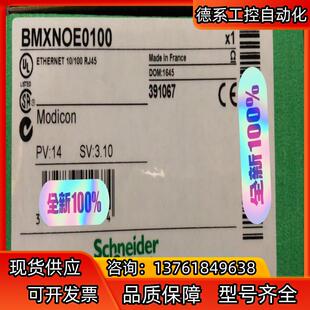 德系工控自动化
BMXNOE0100
x1
ETHERNET 10/100 RJ45
Made in France
DOM:1645
391067
Modicon
PV:14 SV:3.10
全新100%
全新100%
3
Schneider
现货供应
咨询：13761849638
可开发票
品质保障
型号齐全